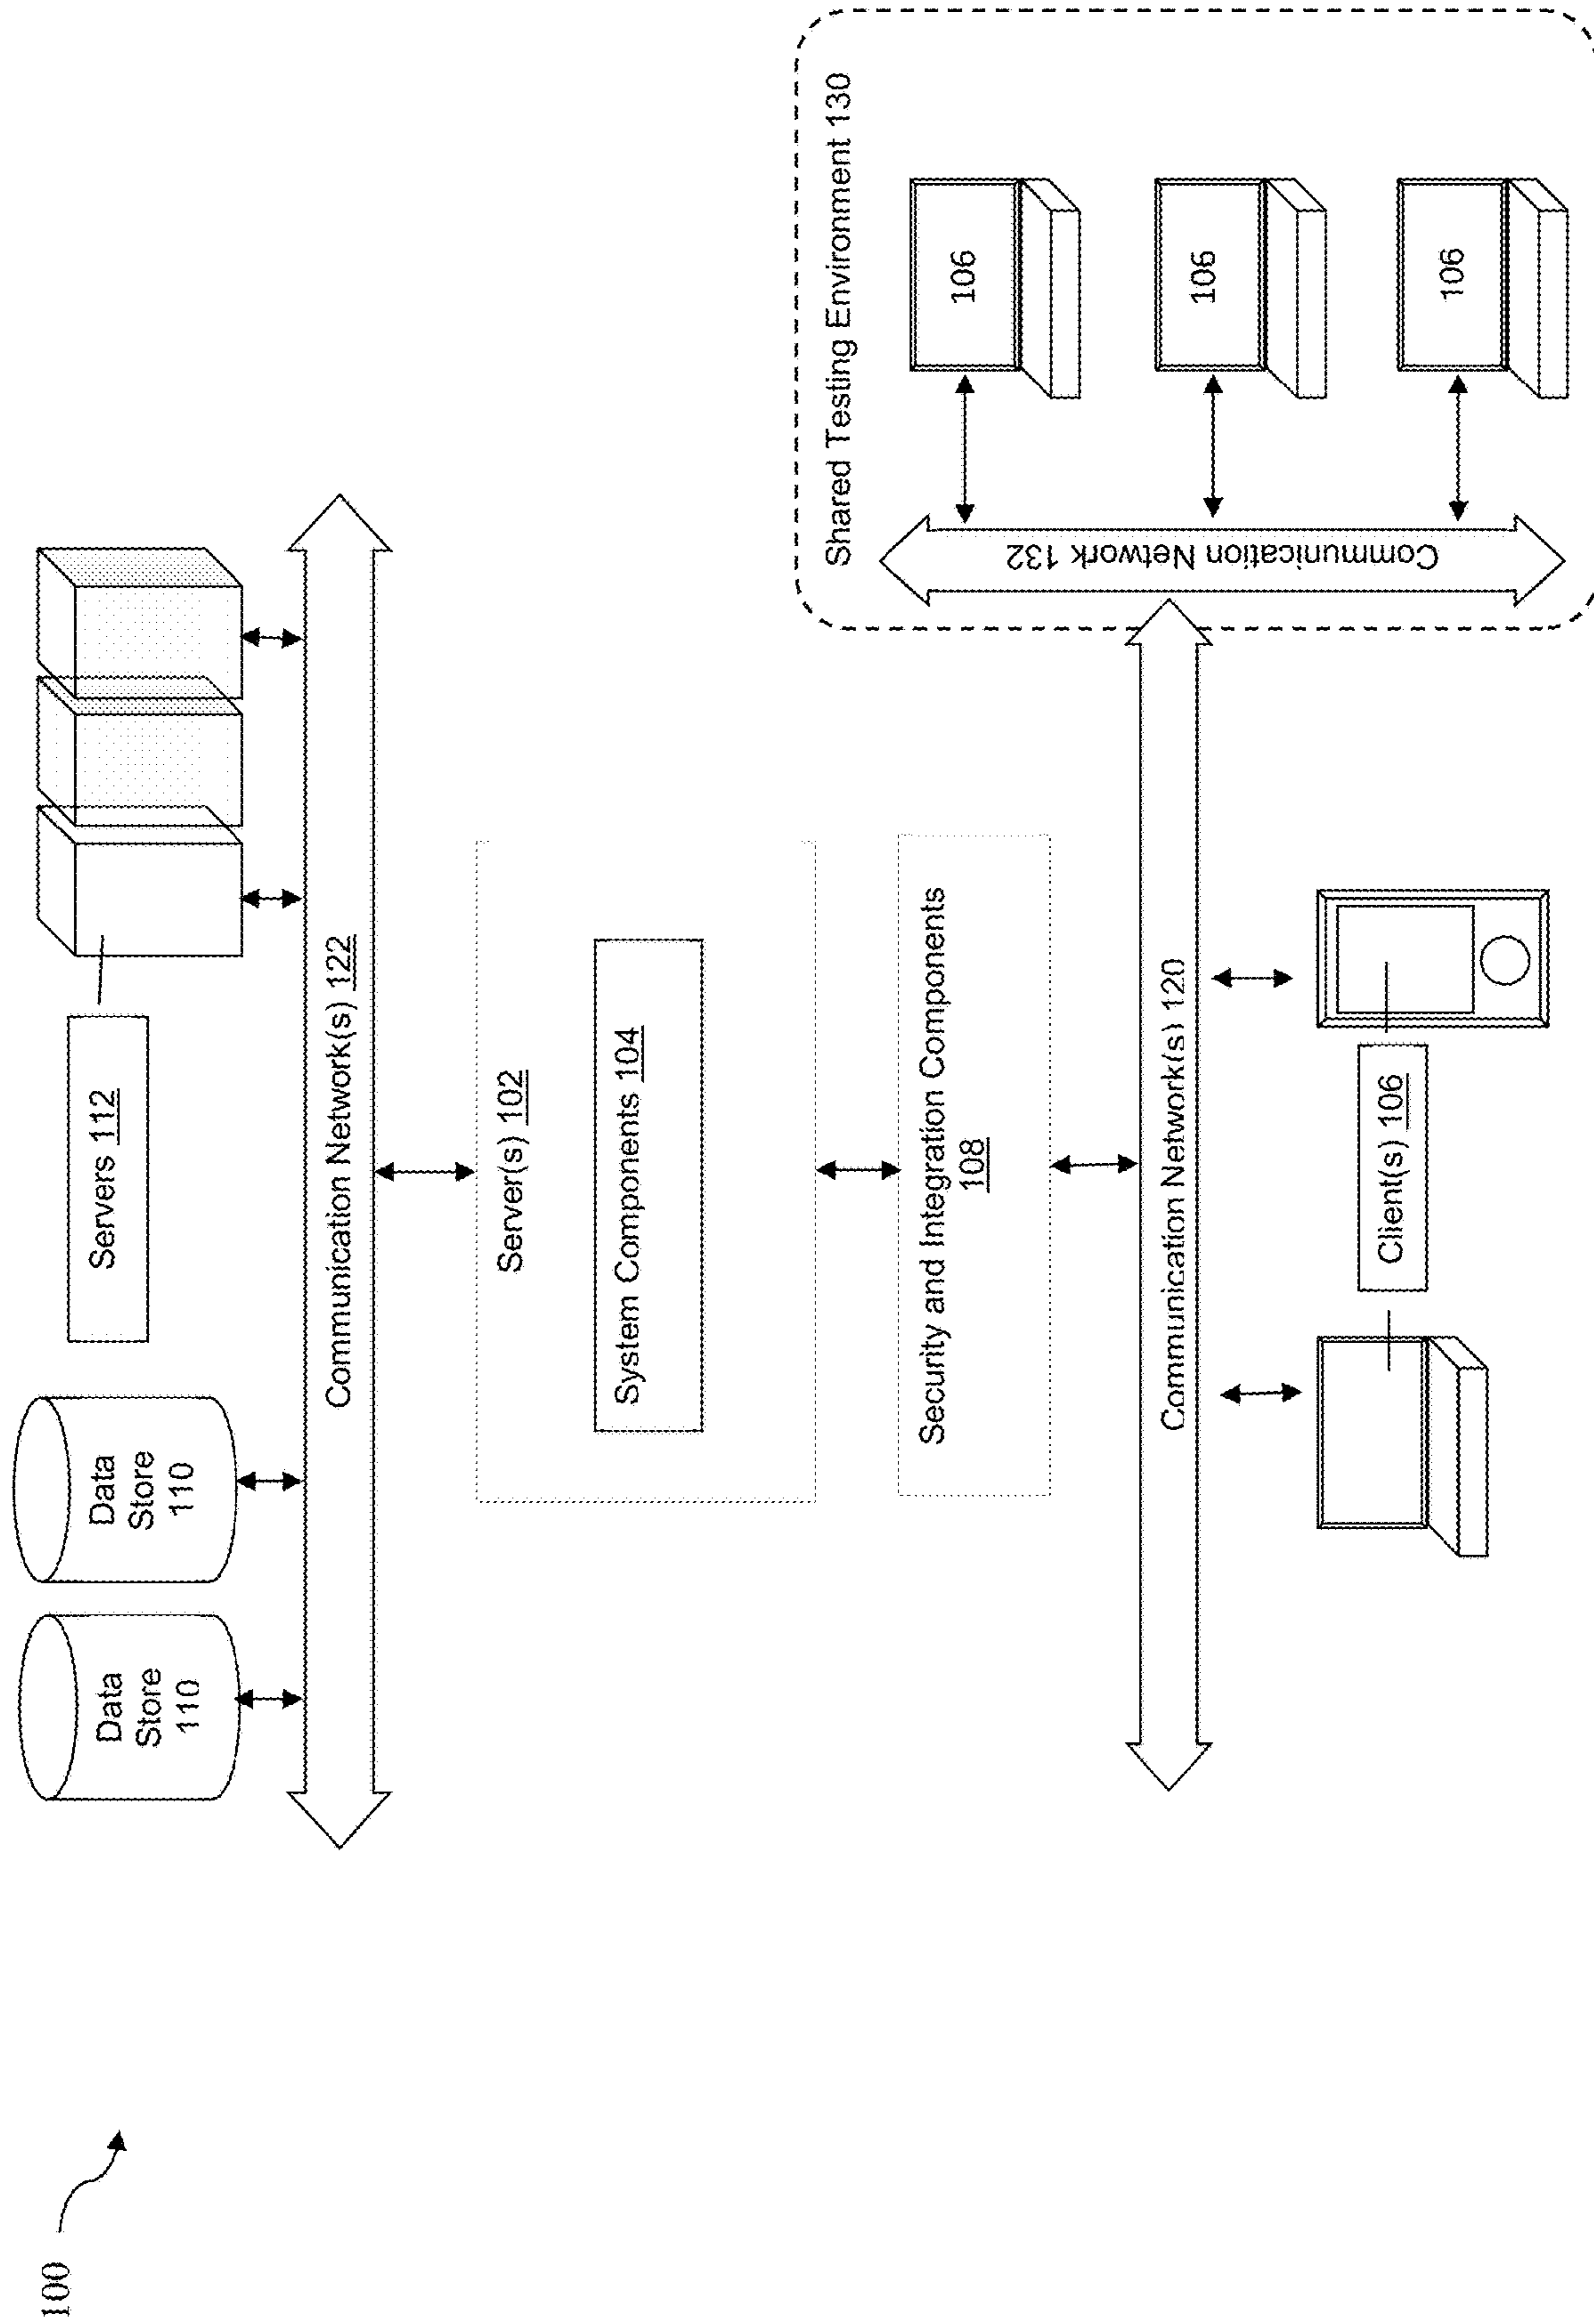 100
Data
Store
110
Data
Store
110
Servers 112
Communication Network(s) 122
Server(s) 102
System Components 104
Security and Integration Components
108
Communication Network(s) 120
Client(s) 106
Shared Testing Environment 130
Communication Network 132
106
106
106